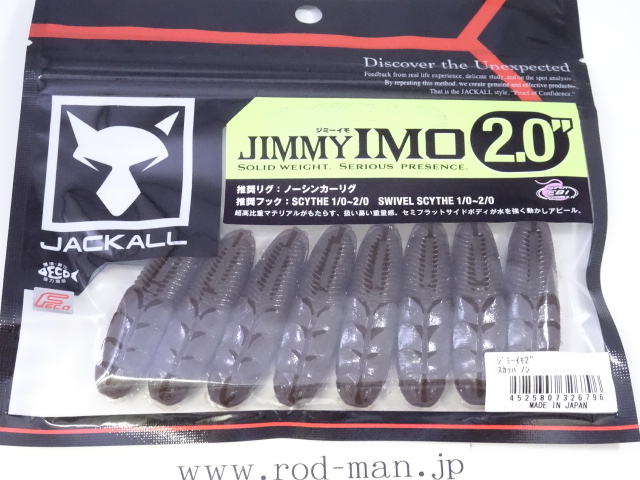 Discover the Unexpected
Feedback from real life experience, delicate study, and on the spot analysis.
By repeating this method, we create genuine and effective products.
That is the JACKALL style, "Proof of Confidence."
ジミーイモ
JIMMY IMO 2.0"
SOLID WEIGHT. SERIOUS PRESENCE.
推奨リグ：ノーシンカーリグ
推奨フック：SCYTHE 1/0~2/0 SWIVEL SCYTHE 1/0~2/0
超高比重マテリアルがもたらす、扱い易い重量感。セミフラットサイドボディが水を強く動かしアピール。
JACKALL
ECO
FECO
ｼﾞﾐｰｲﾓ2"
ｽｶｯﾊﾟﾉﾝ
4525807326796
MADE IN JAPAN
www.rod-man.jp